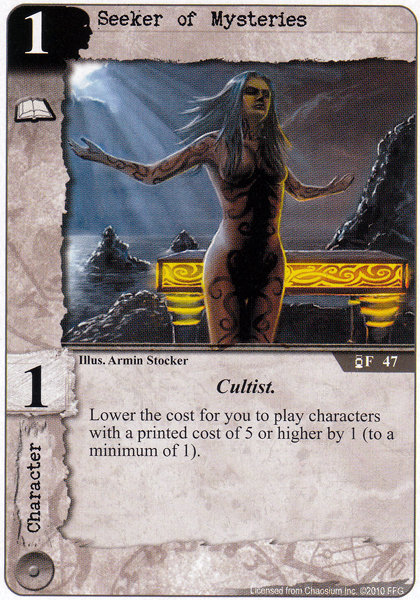 1
Seeker of Mysteries
Illus. Armin Stocker
F 47
1
Cultist.
Lower the cost for you to play characters
with a printed cost of 5 or higher by 1 (to a
minimum of 1).
Character
Licensed from Chaosium Inc. ©2010 FFG